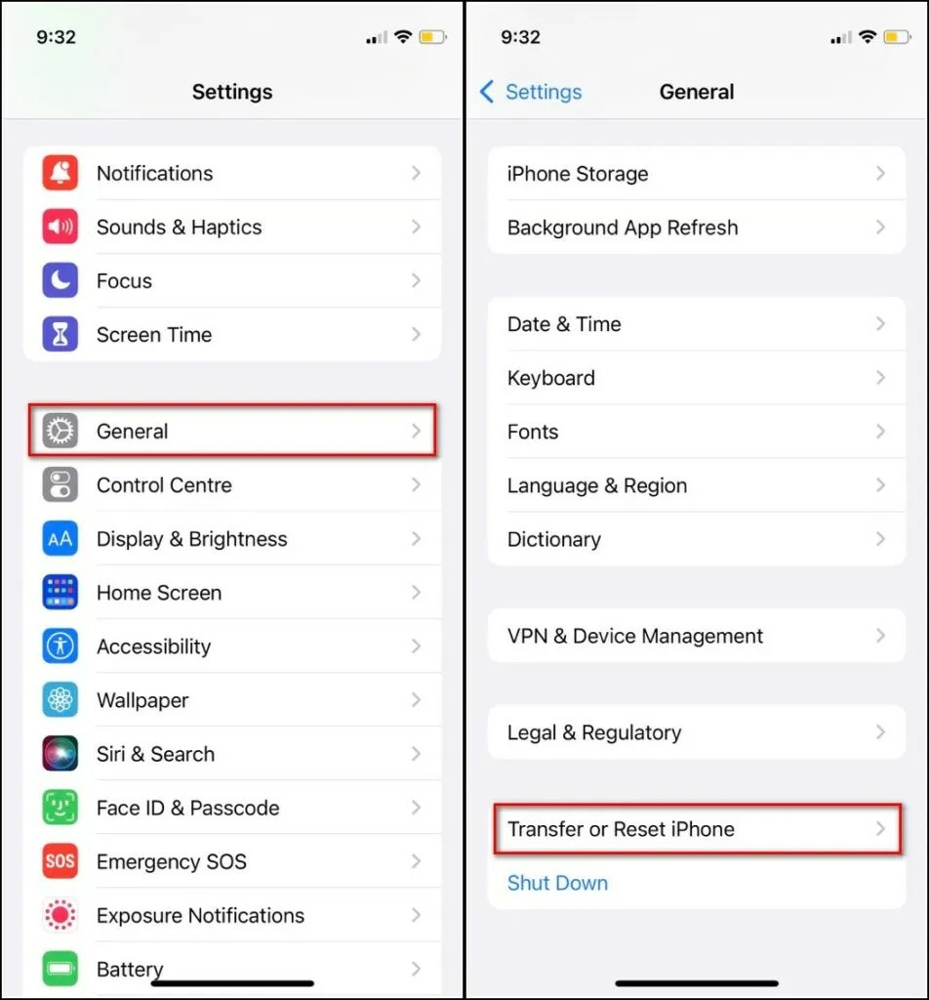 9:32
Settings
Notifications
Sounds & Haptics
Focus
Screen Time
General
Control Centre
AA
Display & Brightness
Home Screen
Accessibility
Wallpaper
Siri & Search
Face ID & Passcode
SOS
Emergency SOS
Exposure Notifications
Battery
9:32
Settings
General
iPhone Storage
Background App Refresh
Date & Time
Keyboard
Fonts
Language & Region
Dictionary
VPN & Device Management
Legal & Regulatory
Transfer or Reset iPhone
Shut Down